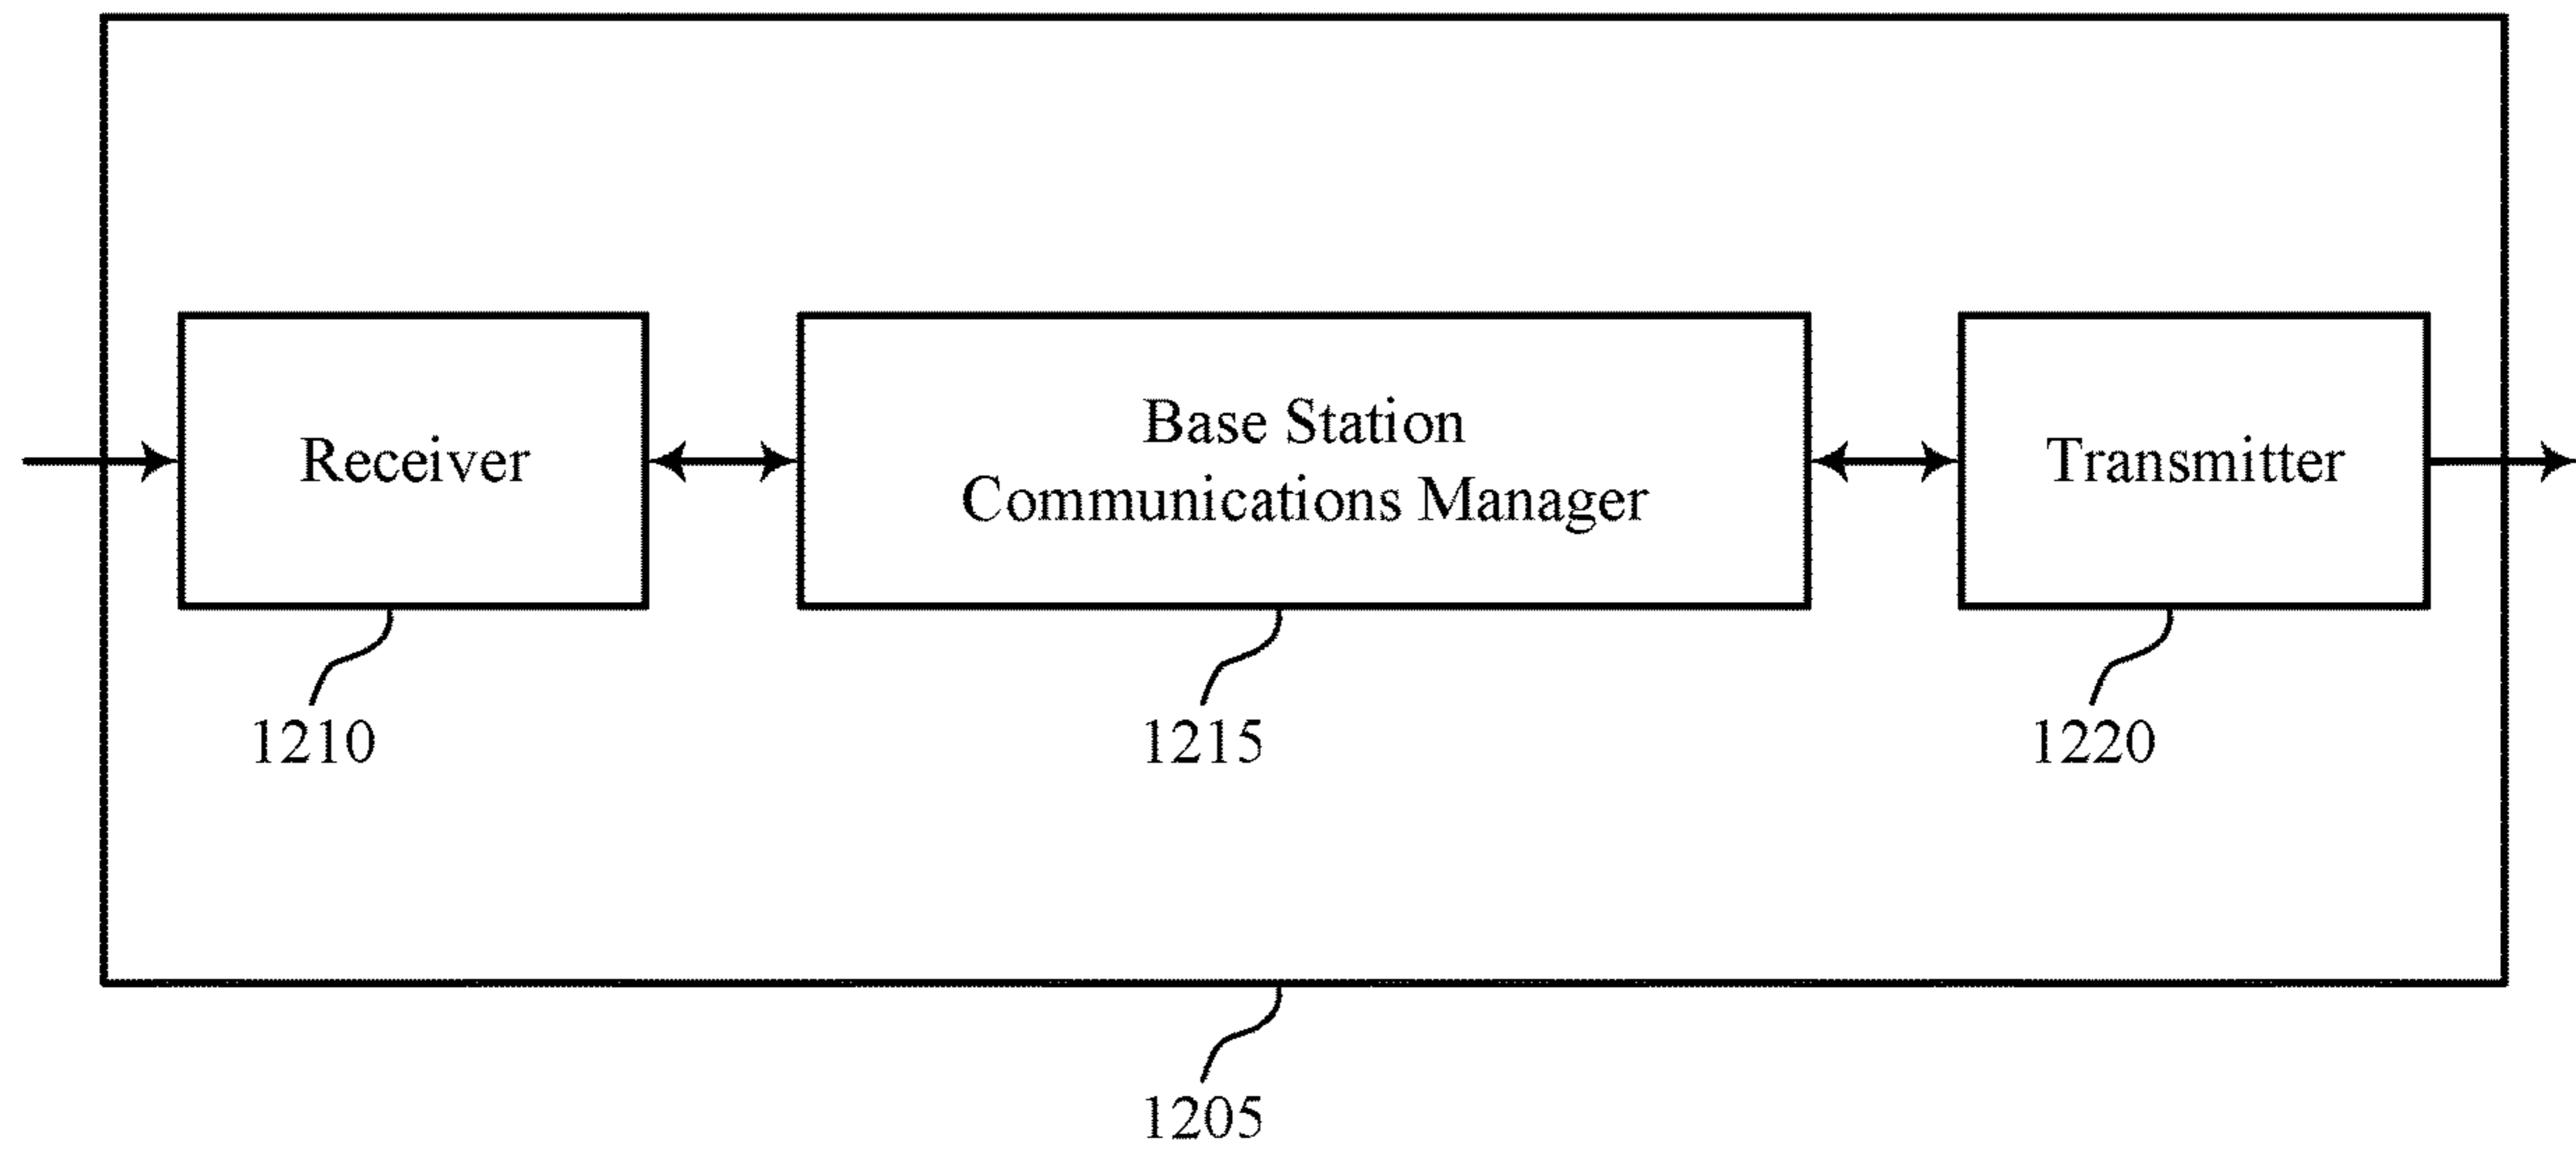 Receiver
Base Station
Communications Manager
Transmitter
1210
1215
1220
1205